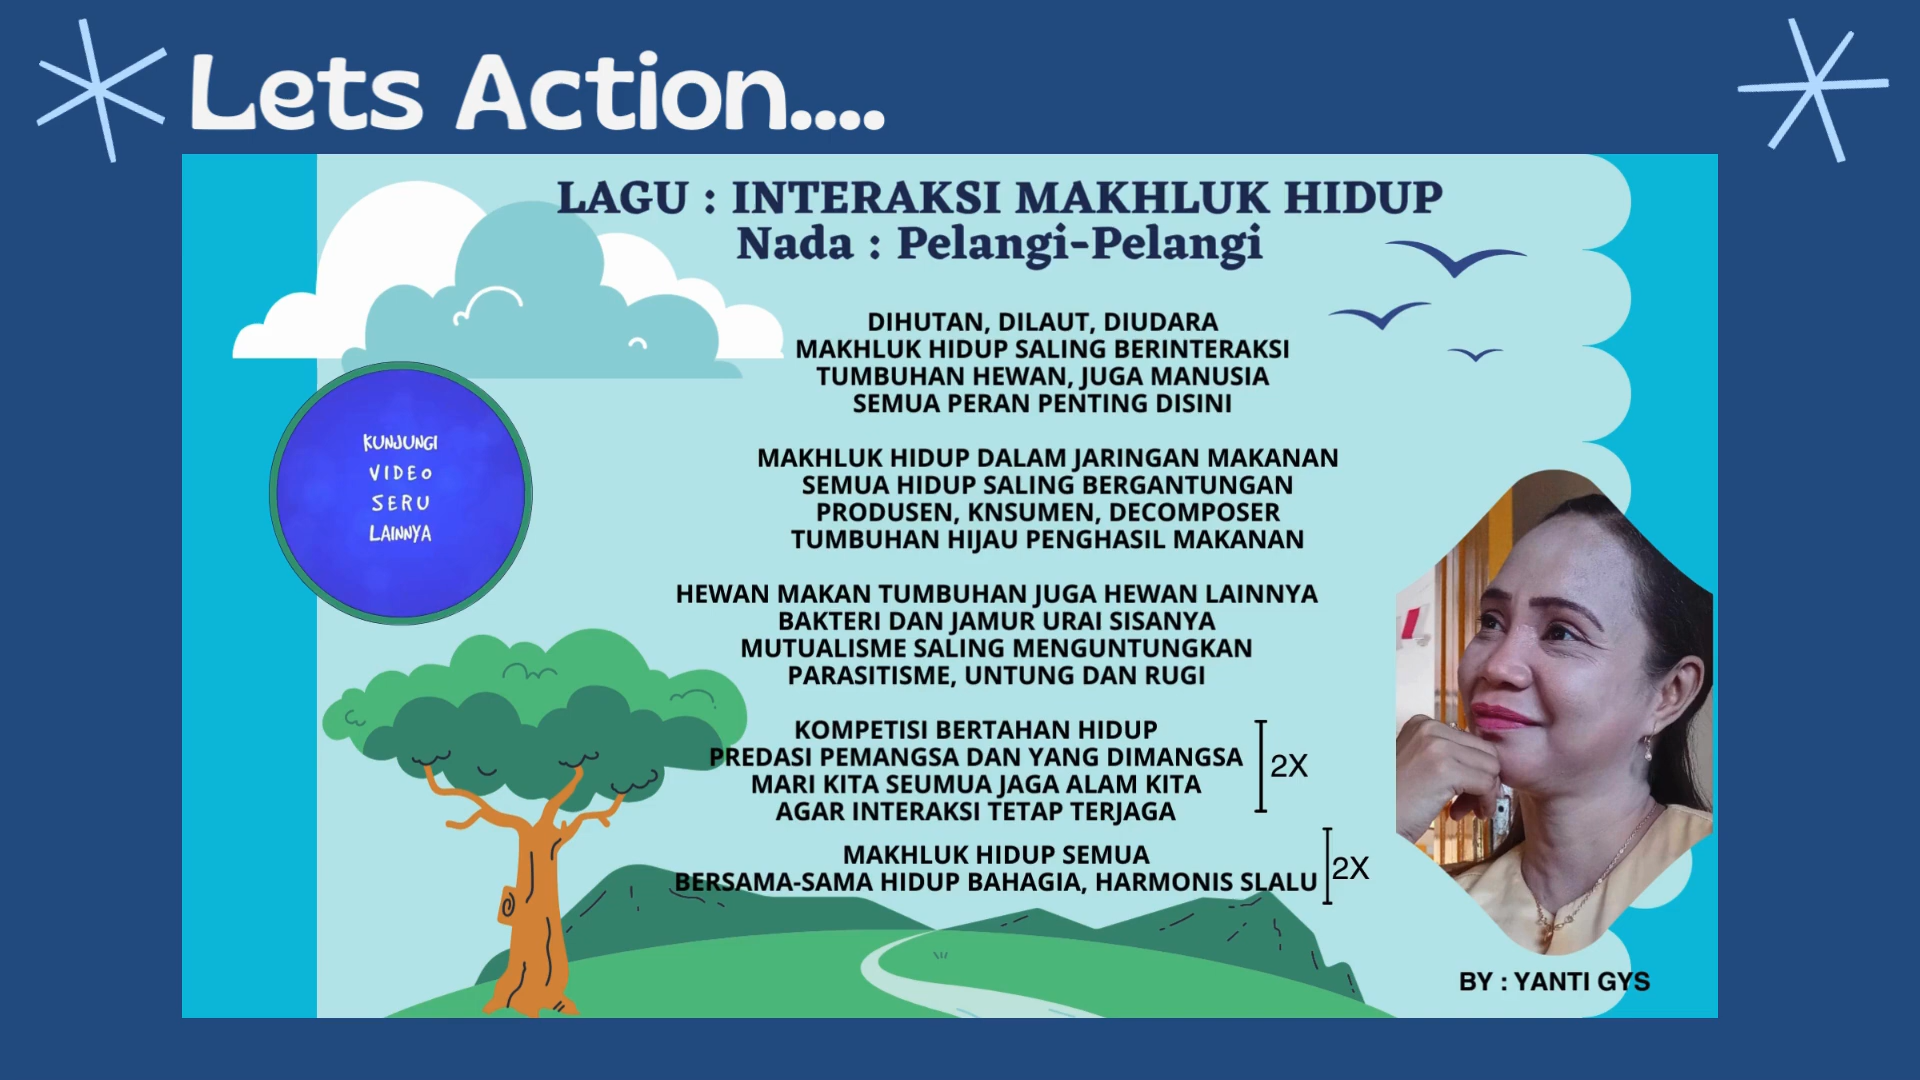 Lets Action....
LAGU : INTERAKSI MAKHLUK HIDUP
Nada : Pelangi-Pelangi
DIHUTAN, DILAUT, DIUDARA
MAKHLUK HIDUP SALING BERINTERAKSI
TUMBUHAN HEWAN, JUGA MANUSIA
SEMUA PERAN PENTING DISINI
KUNJUNGI
VIDEO
SERU
LAINNYA
MAKHLUK HIDUP DALAM JARINGAN MAKANAN
SEMUA HIDUP SALING BERGANTUNGAN
PRODUSEN, KNSUMEN, DECOMPOSER
TUMBUHAN HIJAU PENGHASIL MAKANAN
HEWAN MAKAN TUMBUHAN JUGA HEWAN LAINNYA
BAKTERI DAN JAMUR URAI SISANYA
MUTUALISME SALING MENGUNTUNGKAN
PARASITISME, UNTUNG DAN RUGI
KOMPETISI BERTAHAN HIDUP
PREDASI PEMANGSA DAN YANG DIMANGSA
MARI KITA SEUMUA JAGA ALAM KITA
AGAR INTERAKSI TETAP TERJAGA
2X
MAKHLUK HIDUP SEMUA
BERSAMA-SAMA HIDUP BAHAGIA, HARMONIS SLALU
2X
BY : YANTI GYS